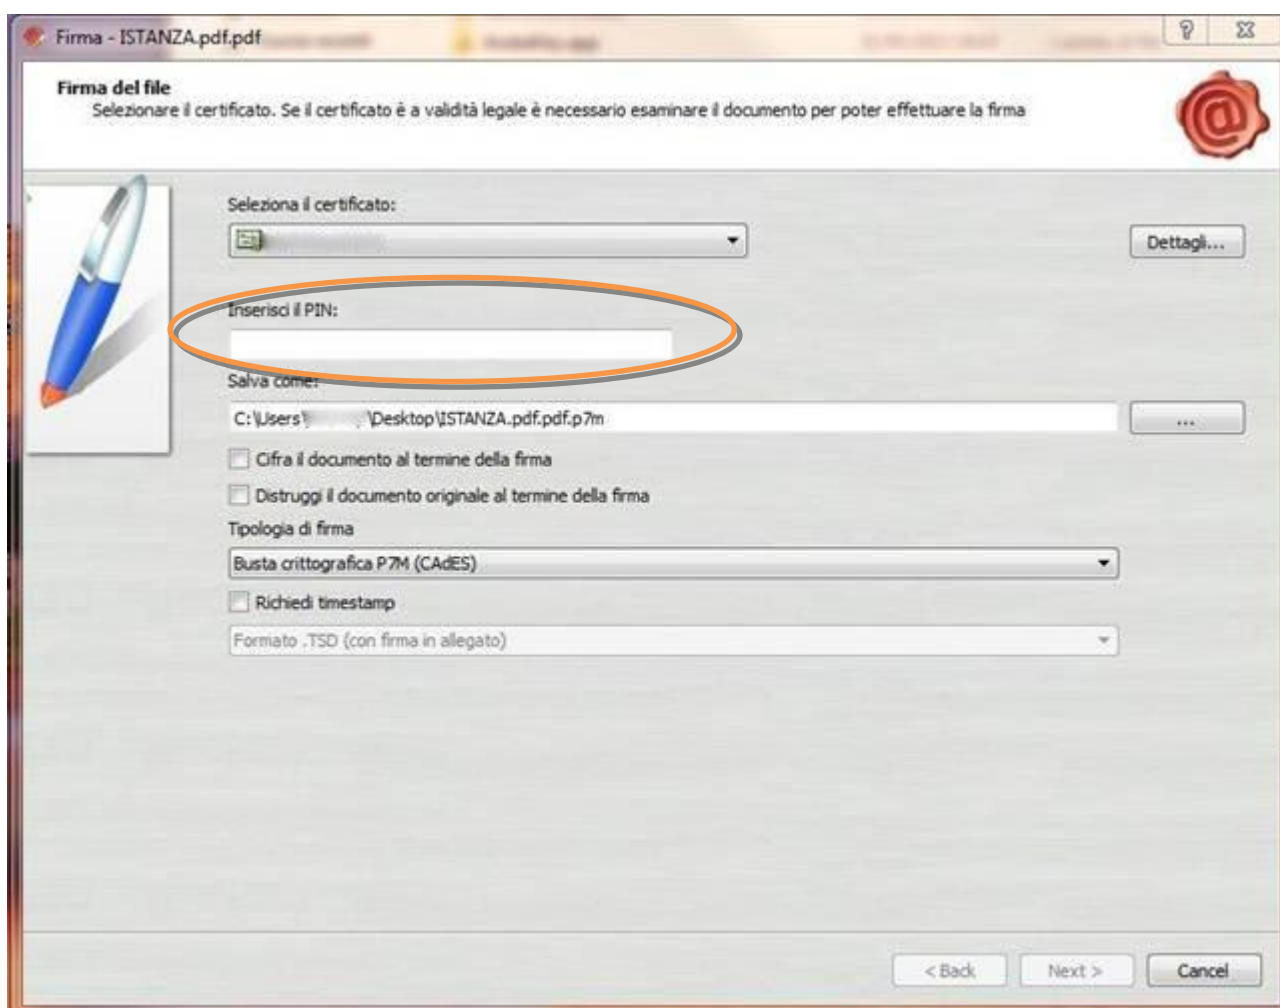 Firma - ISTANZA.pdf.pdf
Firma del file
Selezionare il certificato. Se il certificato è a validità legale è necessario esaminare il documento per poter effettuare la firma
Seleziona il certificato:
Dettagli...
Inserisci il PIN:
Salva come:
C:\Users\ \Desktop\ISTANZA.pdf.pdf.p7m
...
Cifra il documento al termine della firma
Distruggi il documento originale al termine della firma
Tipologia di firma
Busta crittografica P7M (CAdES)
Richiedi timestamp
Formato .TSD (con firma in allegato)
< Back Next > Cancel